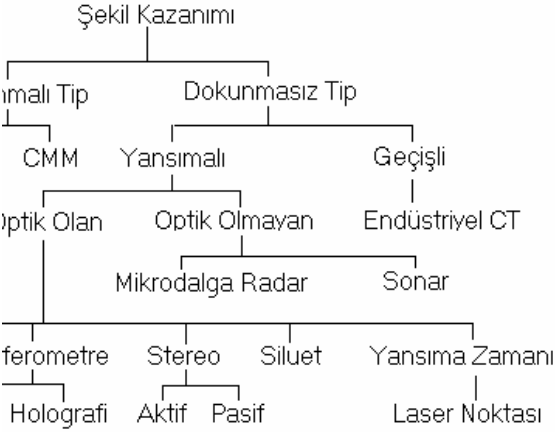 Şekil Kazanımı
malı Tip
Dokunmasız Tip
CMM
Yansımalı
Geçişli
ptik Olan
Optik Olmayan
Endüstriyel CT
Mikrodalga Radar
Sonar
ferometre
Stereo
Siluet
Yansıma Zamanı
Holografi
Aktif
Pasif
Laser Noktası